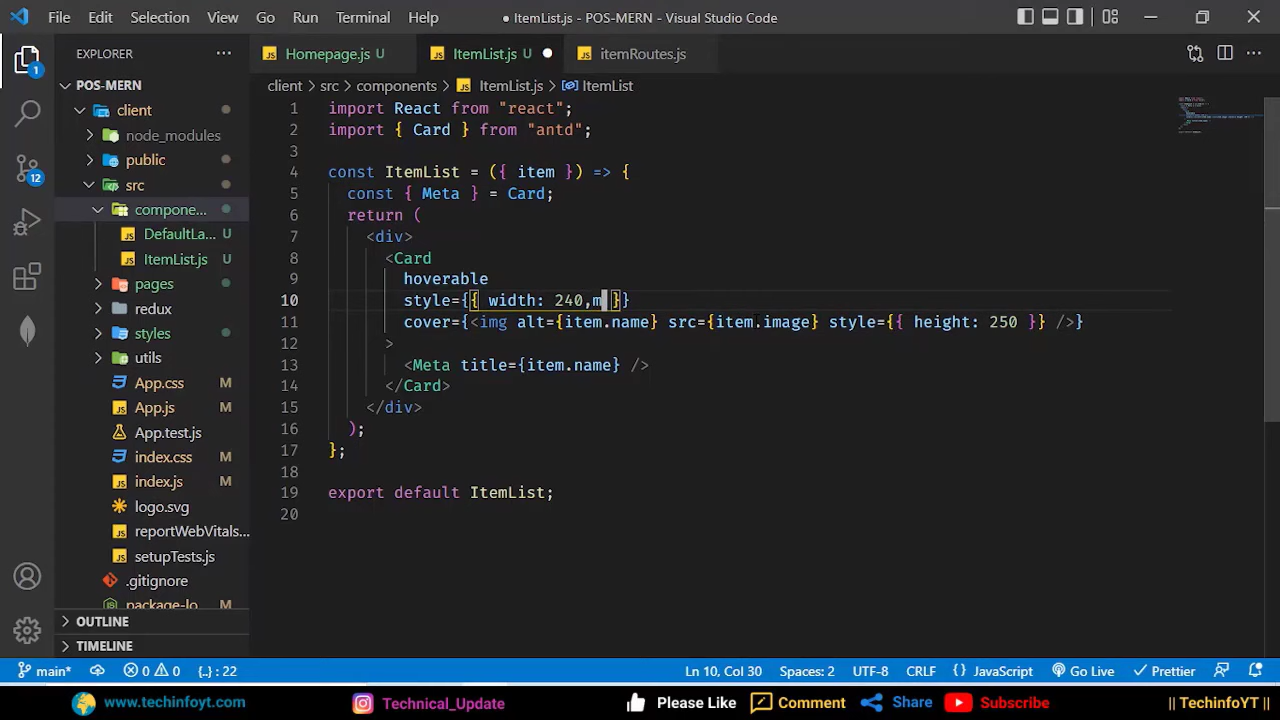 File Edit Selection View Go Run Terminal Help
● ItemList.js - POS-MERN - Visual Studio Code
EXPLORER ···
Homepage.js U
ItemList.js U ●
itemRoutes.js
client > src > components > ItemList.js > ItemList
1
POS-MERN
client
node_modules
public
src
compone...
DefaultLa... U
ItemList.js U
pages
redux
styles
utils
App.css M
App.js M
App.test.js
index.css M
index.js M
logo.svg
reportWebVitals...
setupTests.js
.gitignore
package-lo
OUTLINE
TIMELINE
12
1 import React from "react";
2 import { Card } from "antd";
3
4 const ItemList = ({ item }) => {
5 const { Meta } = Card;
6 return (
7 <div>
8 <Card
9 hoverable
10 style={{ width: 240,m }}
11 cover={<img alt={item.name} src={item.image} style={{ height: 250 }} />}
12 >
13 <Meta title={item.name} />
14 </Card>
15 </div>
16 );
17 };
18
19 export default ItemList;
20
main* 0 0 {..} : 22
Ln 10, Col 30 Spaces: 2 UTF-8 CRLF {} JavaScript Go Live Prettier
www.techinfoyt.com Technical_Update Please Like Comment Share Subscribe || TechinfoYT ||